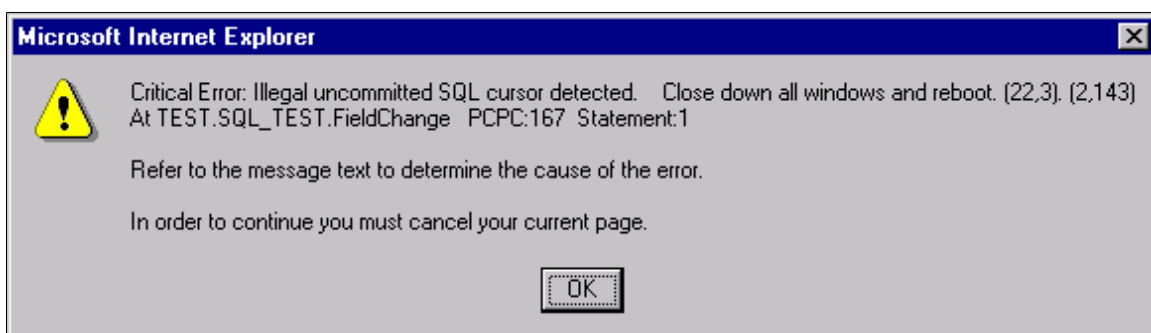 Microsoft Internet Explorer
Critical Error: Illegal uncommitted SQL cursor detected.   Close down all windows and reboot. (22,3). (2,143)
At TEST.SQL_TEST.FieldChange  PCPC:167  Statement:1
Refer to the message text to determine the cause of the error.
In order to continue you must cancel your current page.
OK